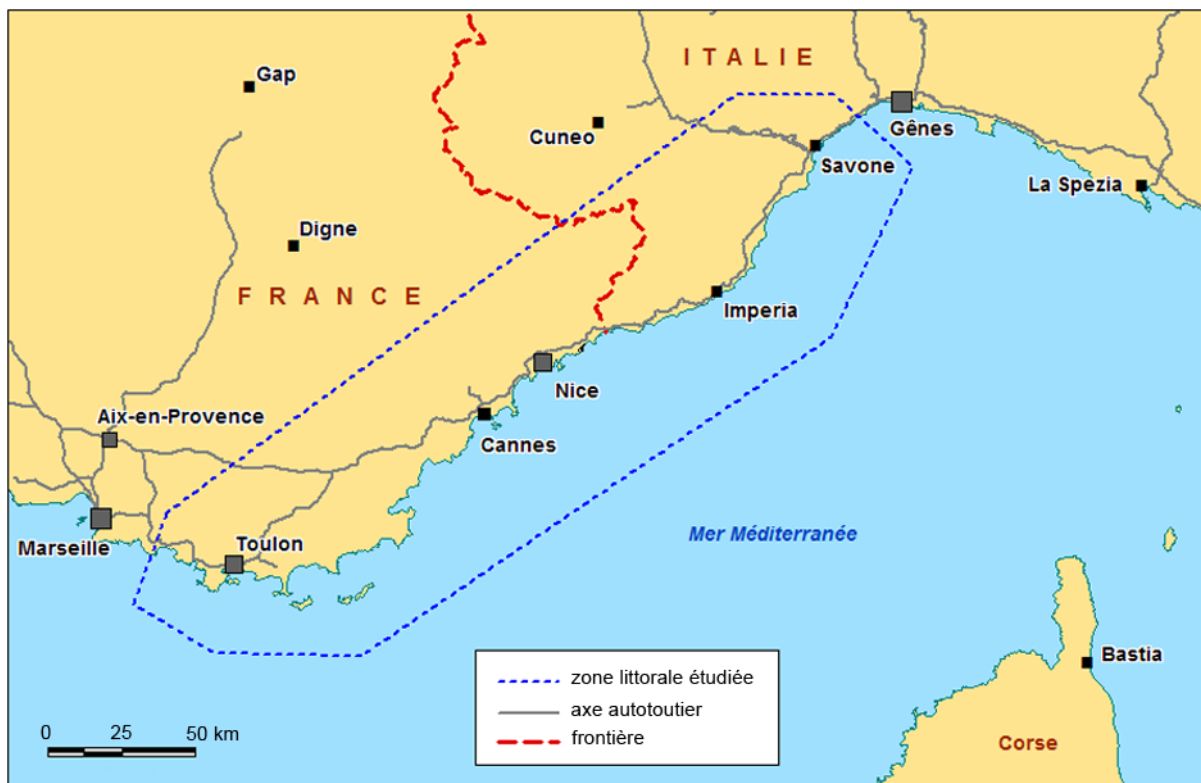 ITALIE
Gap
Cuneo
Gênes
Savone
La Spezia
Digne
FRANCE
Imperia
Nice
Aix-en-Provence
Cannes
Mer Méditerranée
Marseille
Toulon
Bastia
zone littorale étudiée
axe autotoutier
frontière
0 25 50 km
Corse